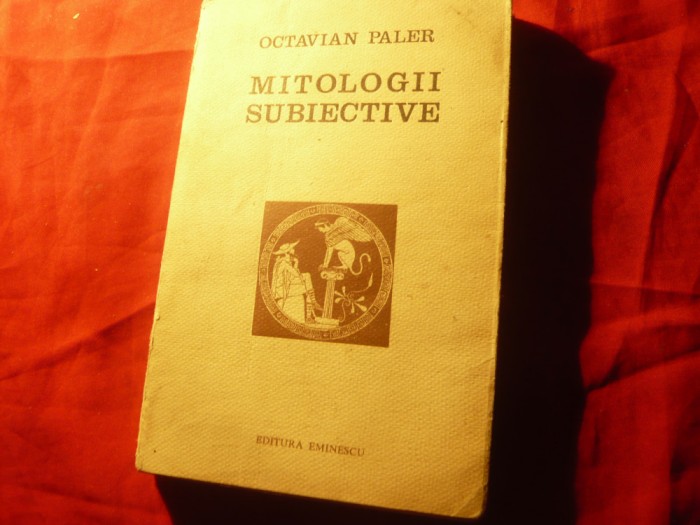 OCTAVIAN PALER
MITOLOGII
SUBIECTIVE
EDITURA EMINESCU